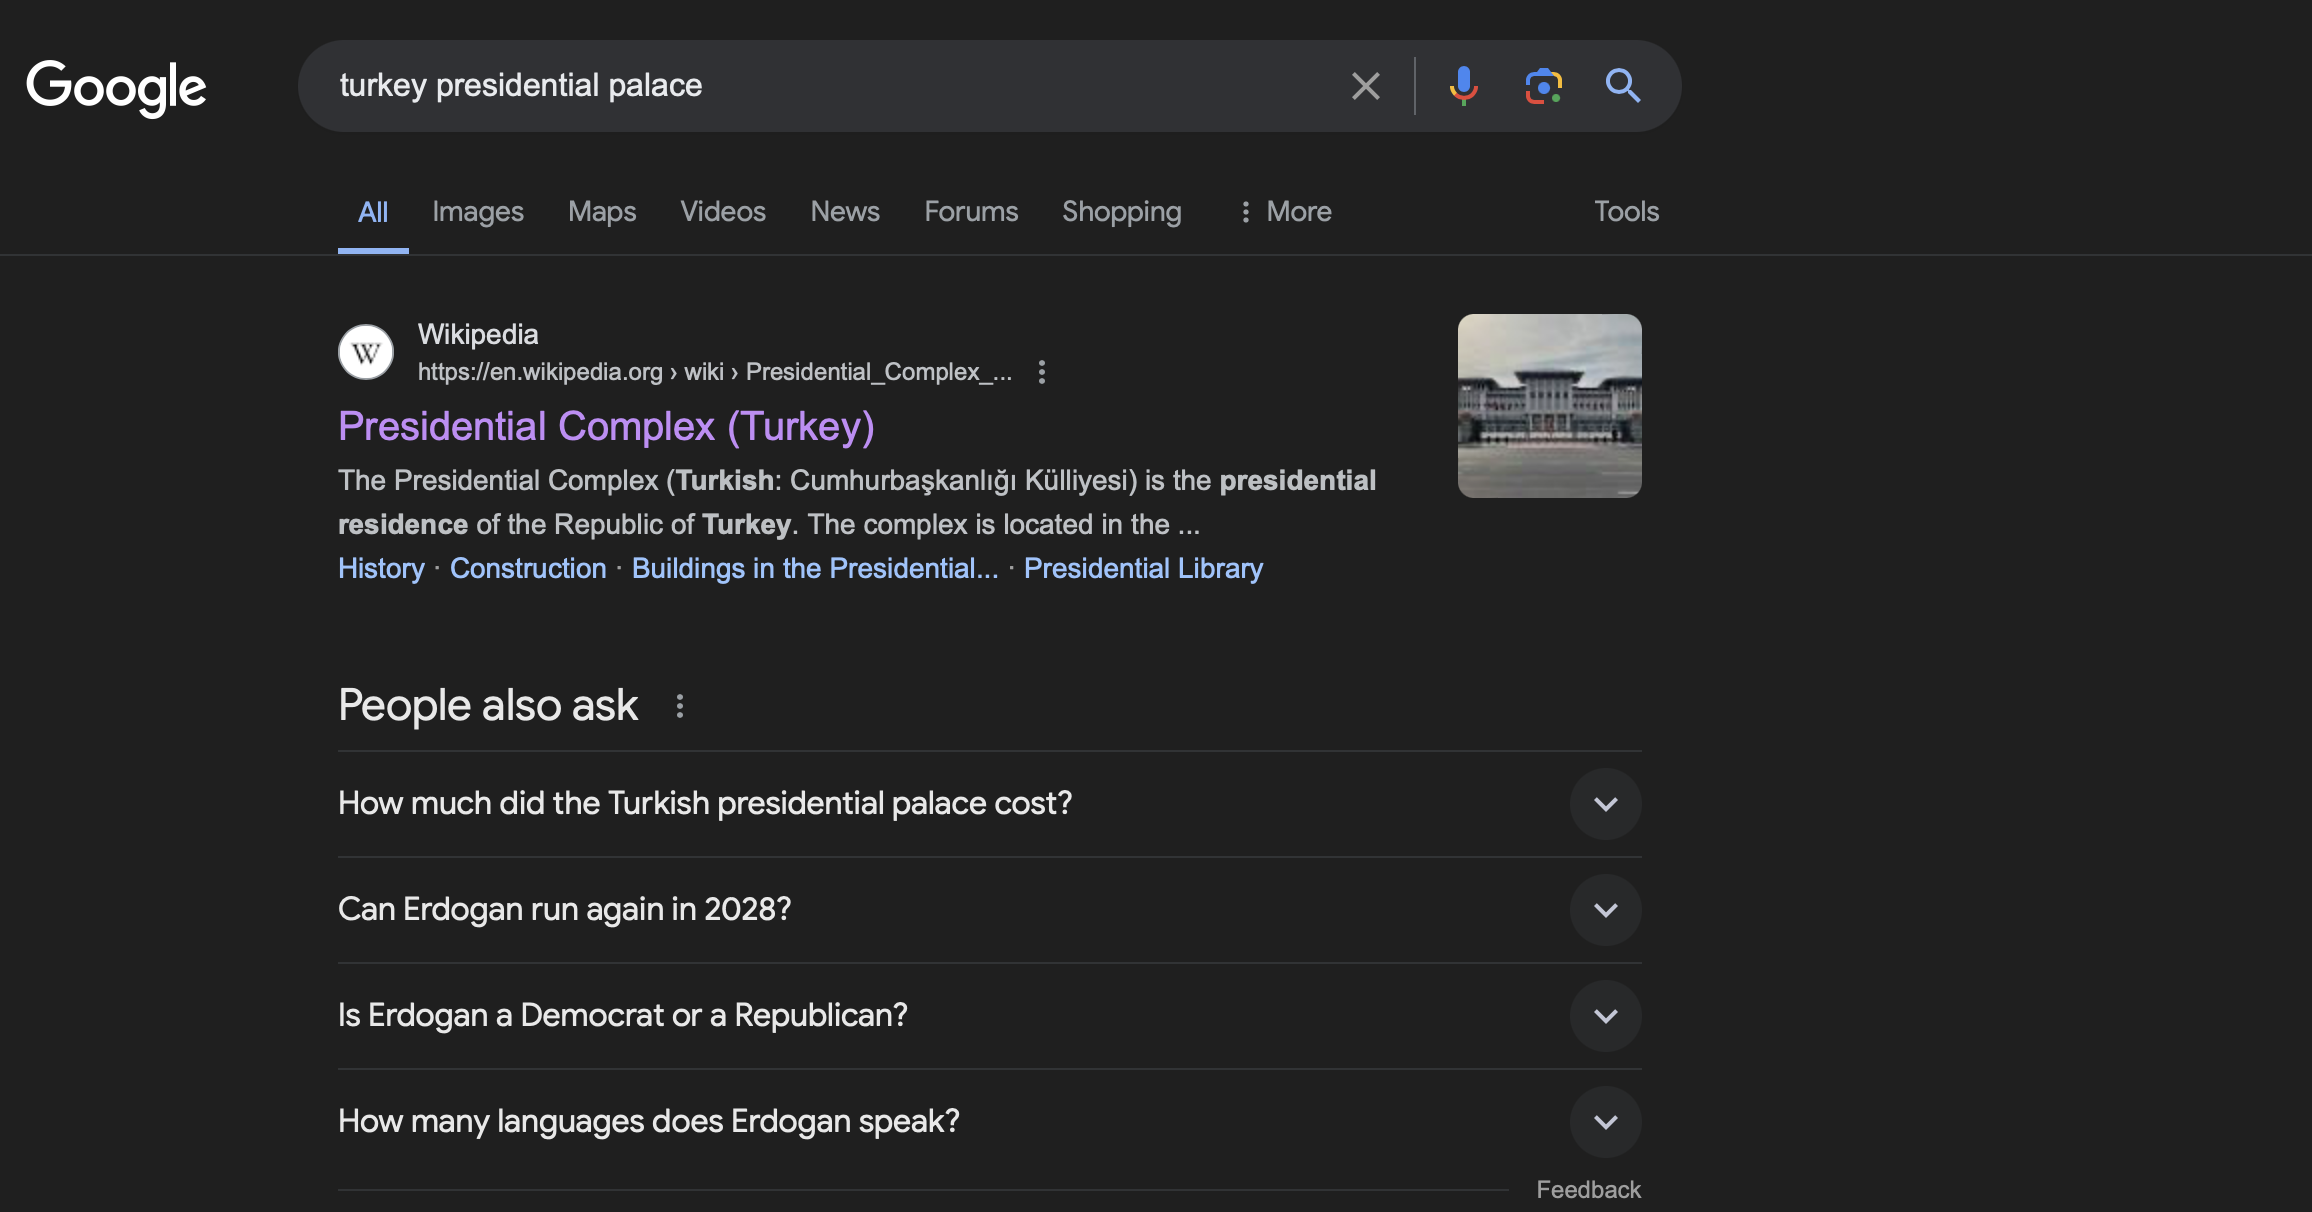 Google
turkey presidential palace
All Images Maps Videos News Forums Shopping More Tools
W
Wikipedia
https://en.wikipedia.org › wiki › Presidential_Complex_...
Presidential Complex (Turkey)
The Presidential Complex (Turkish: Cumhurbaşkanlığı Külliyesi) is the presidential
residence of the Republic of Turkey. The complex is located in the ...
History · Construction · Buildings in the Presidential... · Presidential Library
People also ask
How much did the Turkish presidential palace cost?
Can Erdogan run again in 2028?
Is Erdogan a Democrat or a Republican?
How many languages does Erdogan speak?
Feedback